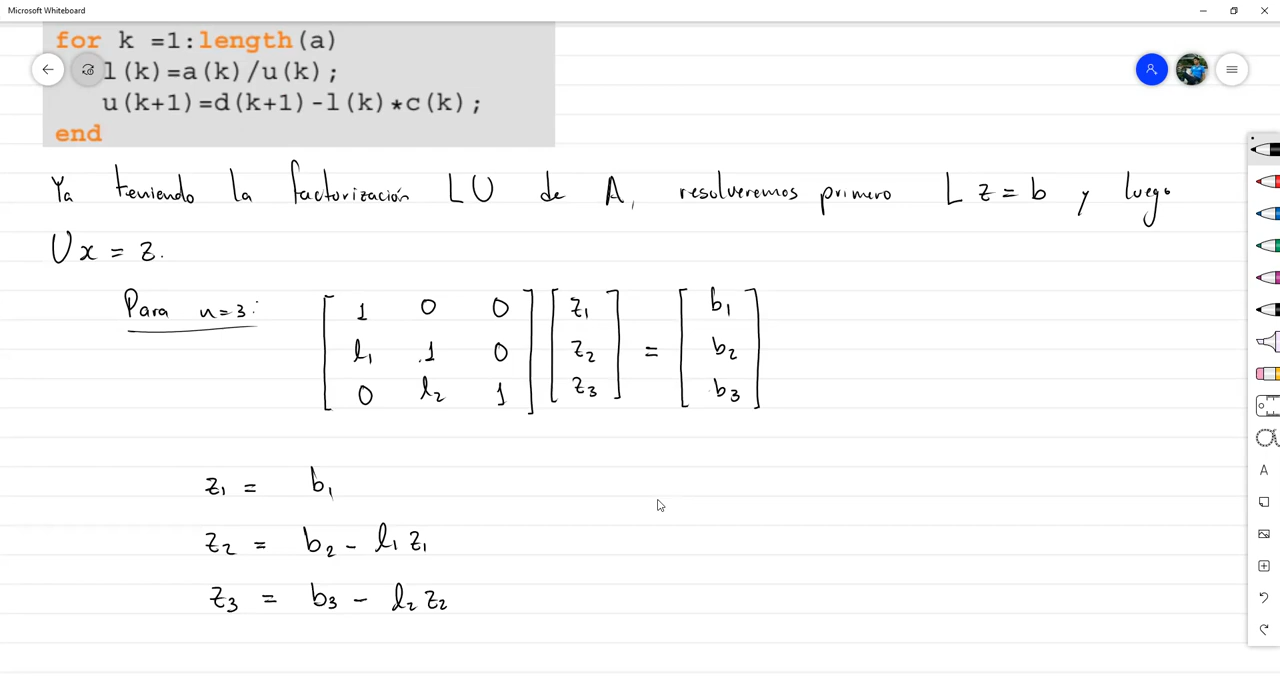 Microsoft Whiteboard
for k =1:length(a)
l(k)=a(k)/u(k);
u(k+1)=d(k+1)-l(k)*c(k);
end
Ya teniendo la factorización LU de A, resolveremos primero L z = b y luego
U x = z.
Para n=3:
[ 1 0 0 ] [ z₁ ] = [ b₁ ]
[ l₁ 1 0 ] [ z₂ ] = [ b₂ ]
[ 0 l₂ 1 ] [ z₃ ] = [ b₃ ]
z₁ = b₁
z₂ = b₂ - l₁ z₁
z₃ = b₃ - l₂ z₂
A